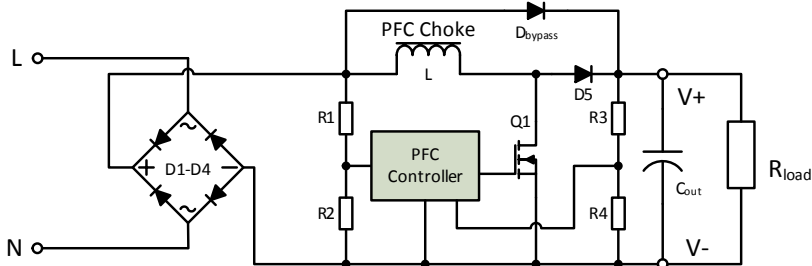 PFC Choke
Dbypass
L
L
D5
V+
R1
Q1
R3
PFC
Controller
+ D1-D4 −
Cout
Rload
R2
R4
N
V-